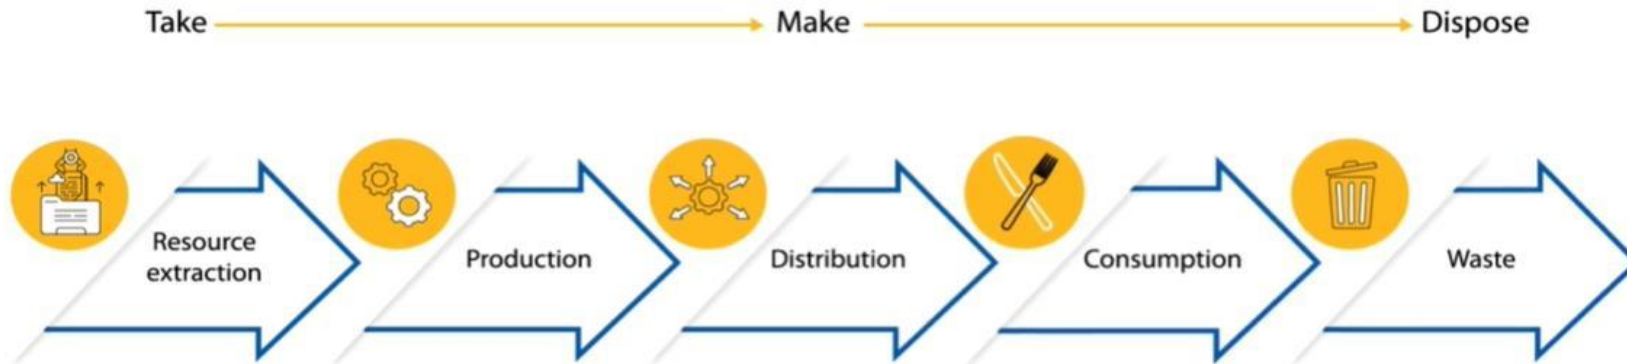 Take
Make
Dispose
Resource
extraction
Production
Distribution
Consumption
Waste